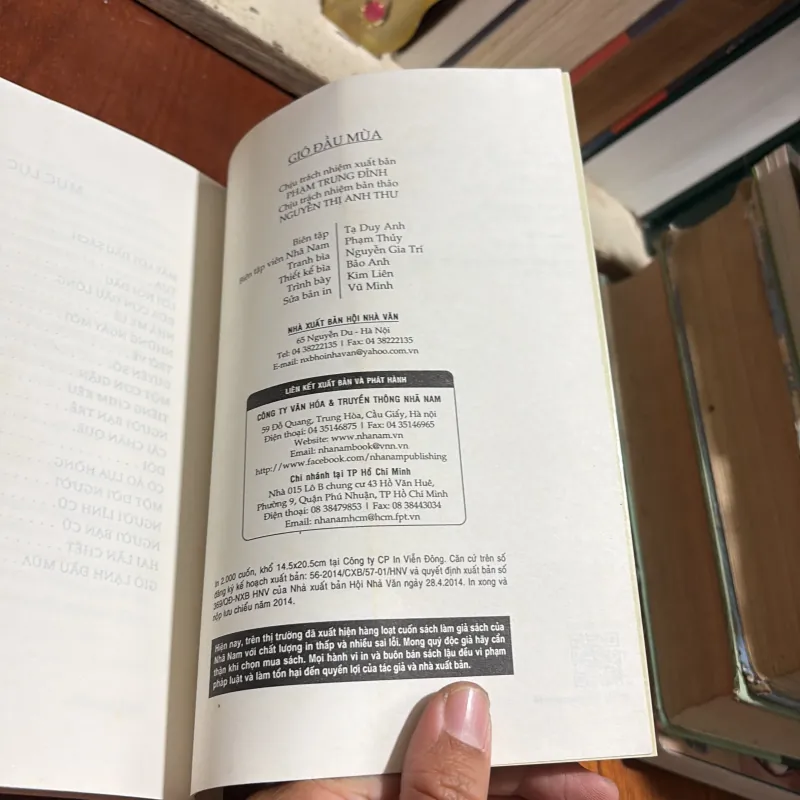 GIÓ ĐẦU MÙA
Chịu trách nhiệm xuất bản
PHẠM TRUNG ĐỈNH
Chịu trách nhiệm bản thảo
NGUYỄN THỊ ANH THƯ
Biên tập Tạ Duy Anh
Biên tập viên Nhã Nam Phạm Thủy
Tranh bìa Nguyễn Gia Trí
Thiết kế bìa Bảo Anh
Trình bày Kim Liên
Sửa bản in Vũ Minh
NHÀ XUẤT BẢN HỘI NHÀ VĂN
65 Nguyễn Du - Hà Nội
Tel: 04 38222135 | Fax: 04 38222135
E-mail: nxbhoinhavan@yahoo.com.vn
LIÊN KẾT XUẤT BẢN VÀ PHÁT HÀNH
CÔNG TY VĂN HÓA & TRUYỀN THÔNG NHÃ NAM
59 Đỗ Quang, Trung Hòa, Cầu Giấy, Hà nội
Điện thoại: 04 35146875 | Fax: 04 35146965
Website: www.nhanam.vn
Email: nhanambook@vnn.vn
http://www.facebook.com/nhanampublishing
Chi nhánh tại TP Hồ Chí Minh
Nhà 015 Lô B chung cư 43 Hồ Văn Huê,
Phường 9, Quận Phú Nhuận, TP Hồ Chí Minh
Điện thoại: 08 38479853 | Fax: 08 38443034
Email: nhanamhcm@hcm.fpt.vn
In 2.000 cuốn, khổ 14.5x20.5cm tại Công ty CP In Viễn Đông. Căn cứ trên số
đăng ký kế hoạch xuất bản: 56-2014/CXB/57-01/HNV và quyết định xuất bản số
359/QĐ-NXB HNV của Nhà xuất bản Hội Nhà Văn ngày 28.4.2014. In xong và
nộp lưu chiểu năm 2014.
Hiện nay, trên thị trường đã xuất hiện hàng loạt cuốn sách làm giả sách của
Nhã Nam với chất lượng in thấp và nhiều sai lỗi. Mong quý độc giả hãy cẩn
thận khi chọn mua sách. Mọi hành vi in và buôn bán sách lậu đều vi phạm
pháp luật và làm tổn hại đến quyền lợi của tác giả và nhà xuất bản.